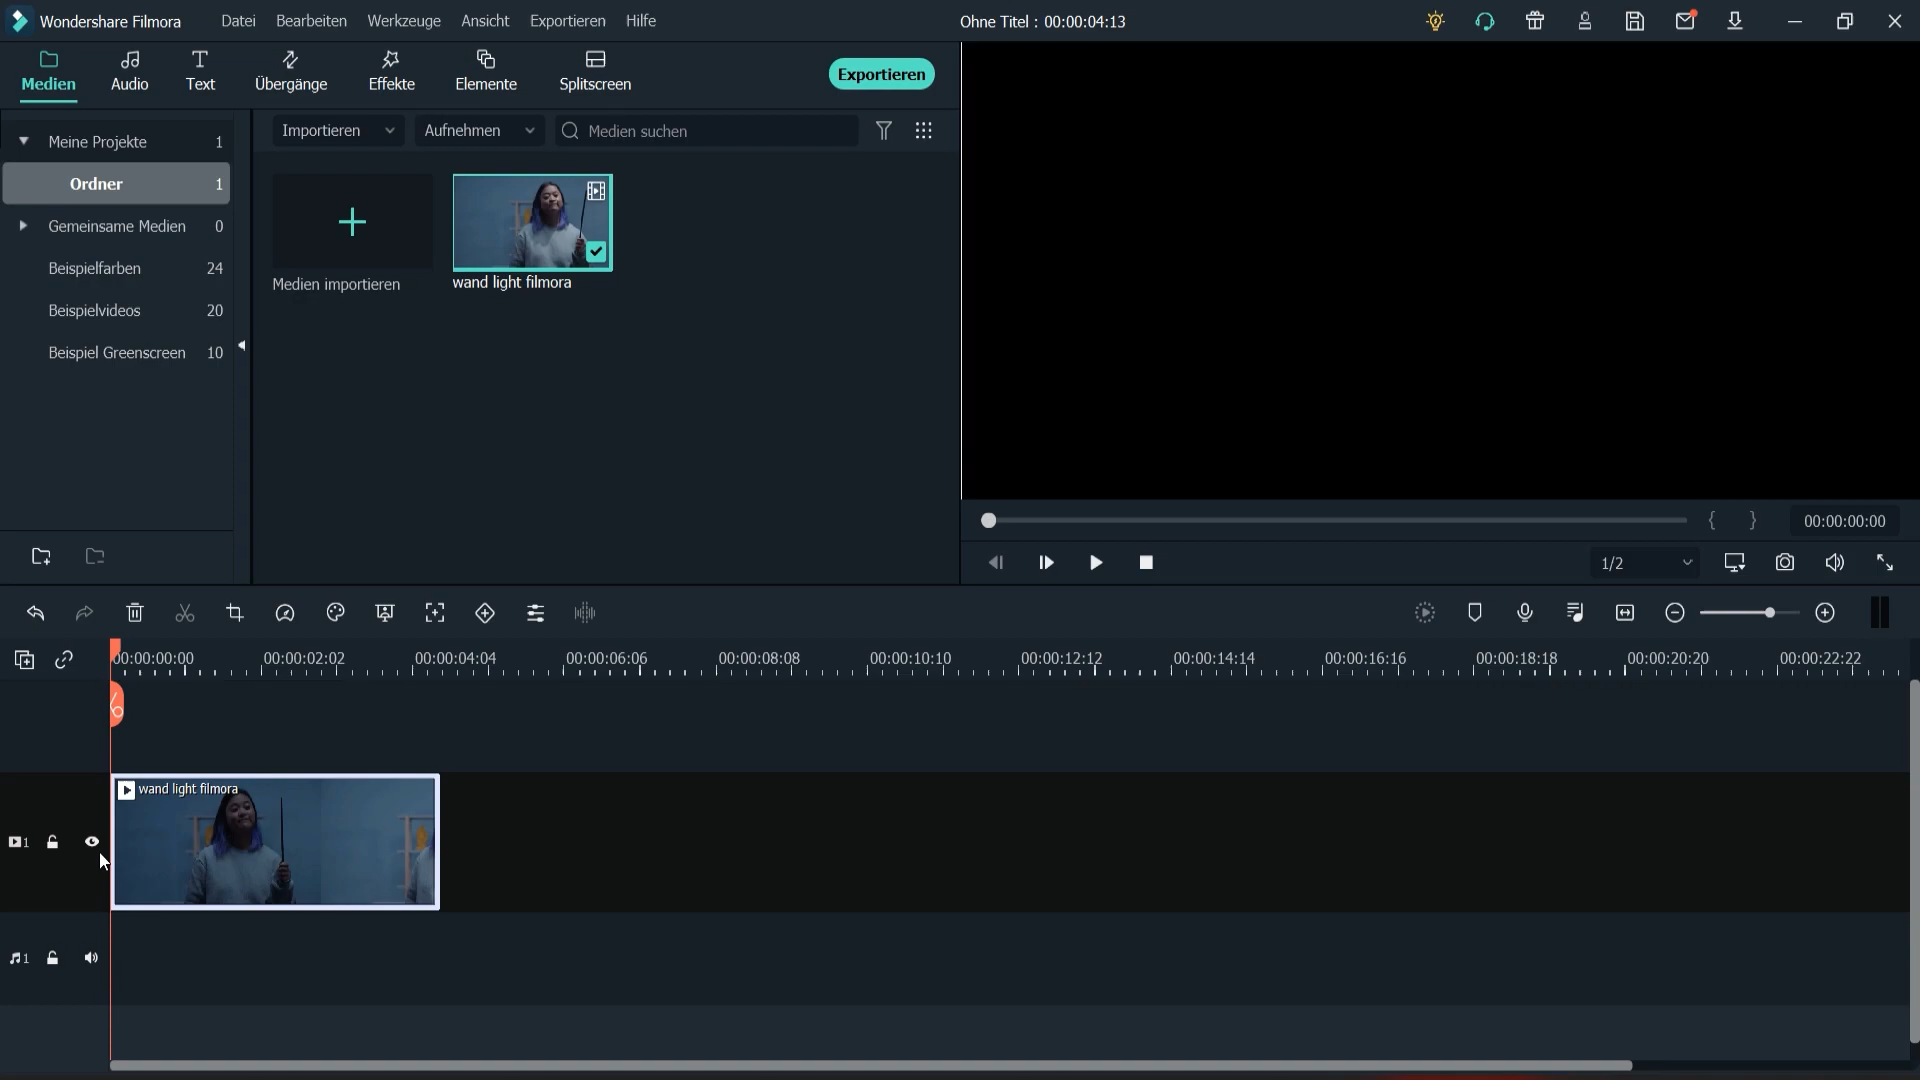 Wondershare Filmora Datei Bearbeiten Werkzeuge Ansicht Exportieren Hilfe Ohne Titel : 00:00:04:13
Medien Audio Text Übergänge Effekte Elemente Splitscreen Exportieren
Meine Projekte 1
Ordner 1
Gemeinsame Medien 0
Beispielfarben 24
Beispielvideos 20
Beispiel Greenscreen 10
Importieren Aufnehmen Medien suchen
Medien importieren wand light filmora
{ } 00:00:00:00
1/2
00:00:00:00 00:00:02:02 00:00:04:04 00:00:06:06 00:00:08:08 00:00:10:10 00:00:12:12 00:00:14:14 00:00:16:16 00:00:18:18 00:00:20:20 00:00:22:22
wand light filmora
1
1